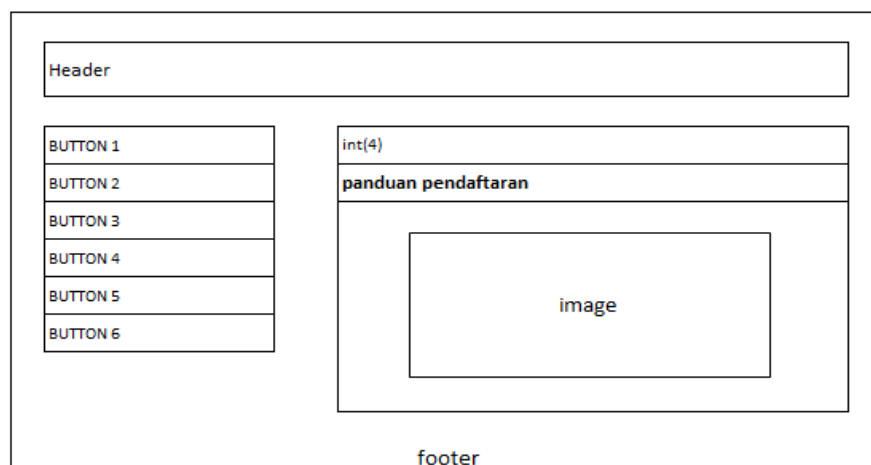 Header
BUTTON 1
BUTTON 2
BUTTON 3
BUTTON 4
BUTTON 5
BUTTON 6
int(4)
panduan pendaftaran
image
footer